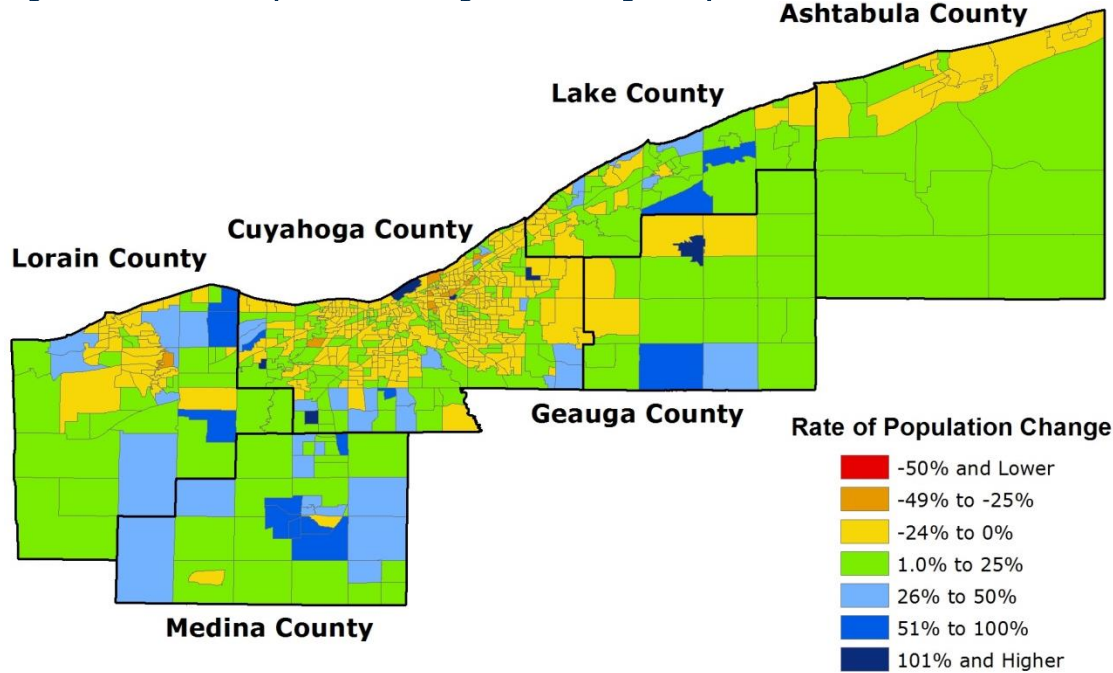 Ashtabula County
Lake County
Cuyahoga County
Lorain County
Geauga County
Medina County
Rate of Population Change
-50% and Lower
-49% to -25%
-24% to 0%
1.0% to 25%
26% to 50%
51% to 100%
101% and Higher